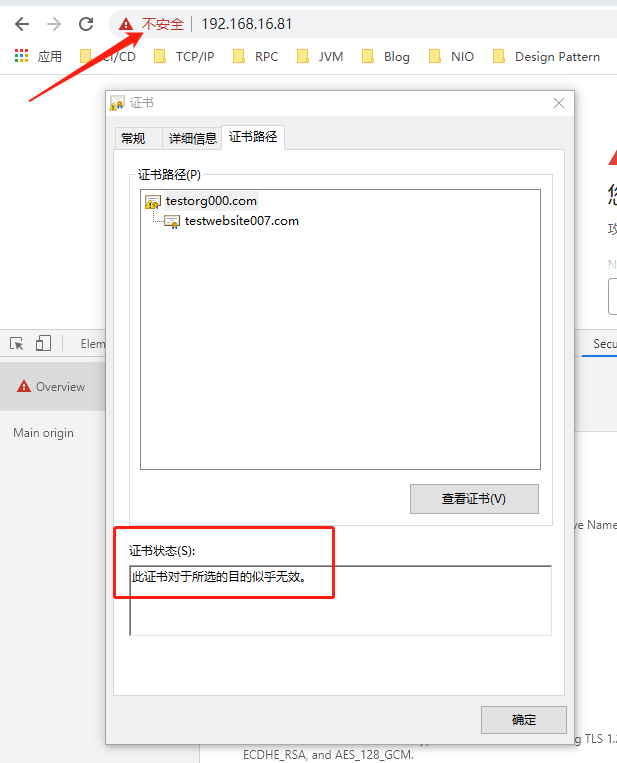 不安全 192.168.16.81
应用 CI/CD TCP/IP RPC JVM Blog NIO Design Pattern
证书
常规 详细信息 证书路径
证书路径(P)
testorg000.com
testwebsite007.com
您
攻
N
Elem
Secu
Overview
Main origin
查看证书(V)
ve Name
证书状态(S):
此证书对于所选的目的似乎无效。
确定
g TLS 1.2
ECDHE_RSA, and AES_128_GCM.